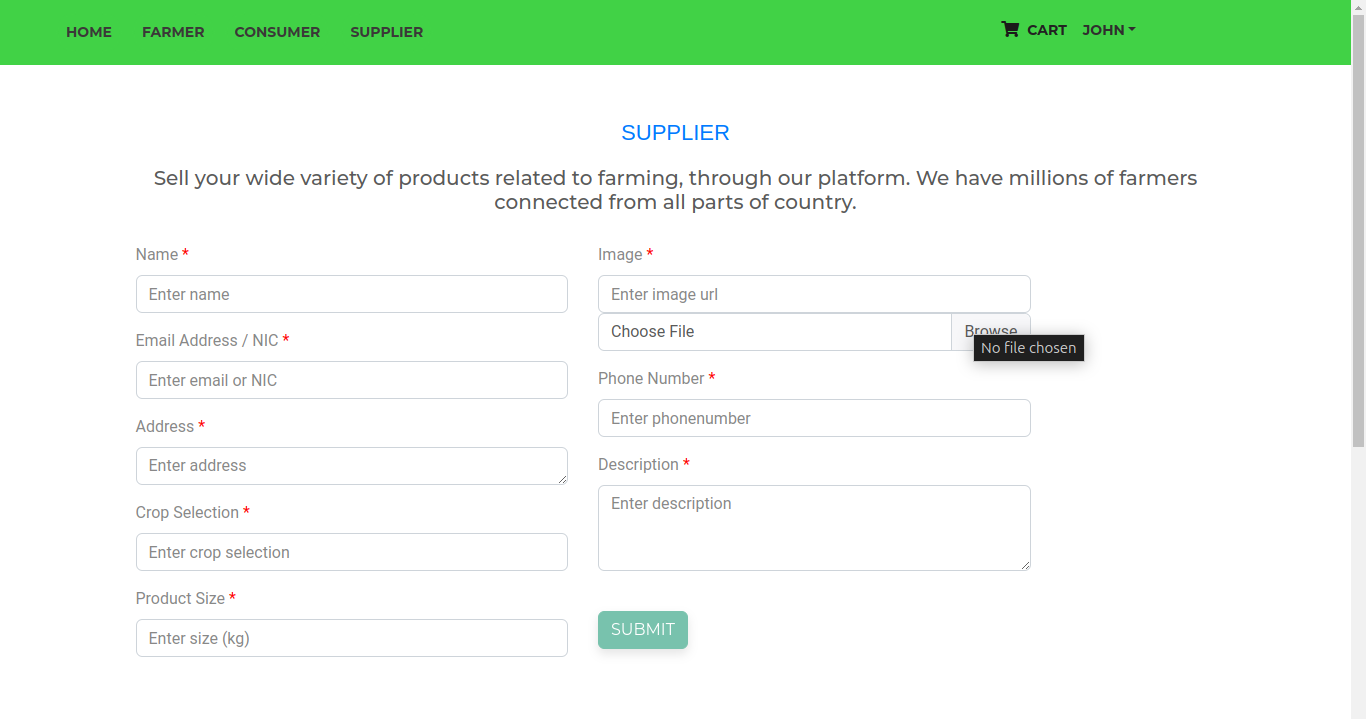 HOME FARMER CONSUMER SUPPLIER CART JOHN
SUPPLIER
Sell your wide variety of products related to farming, through our platform. We have millions of farmers
connected from all parts of country.
Name *
Enter name
Email Address / NIC *
Enter email or NIC
Address *
Enter address
Crop Selection *
Enter crop selection
Product Size *
Enter size (kg)
Image *
Enter image url
Choose File Browse
No file chosen
Phone Number *
Enter phonenumber
Description *
Enter description
SUBMIT